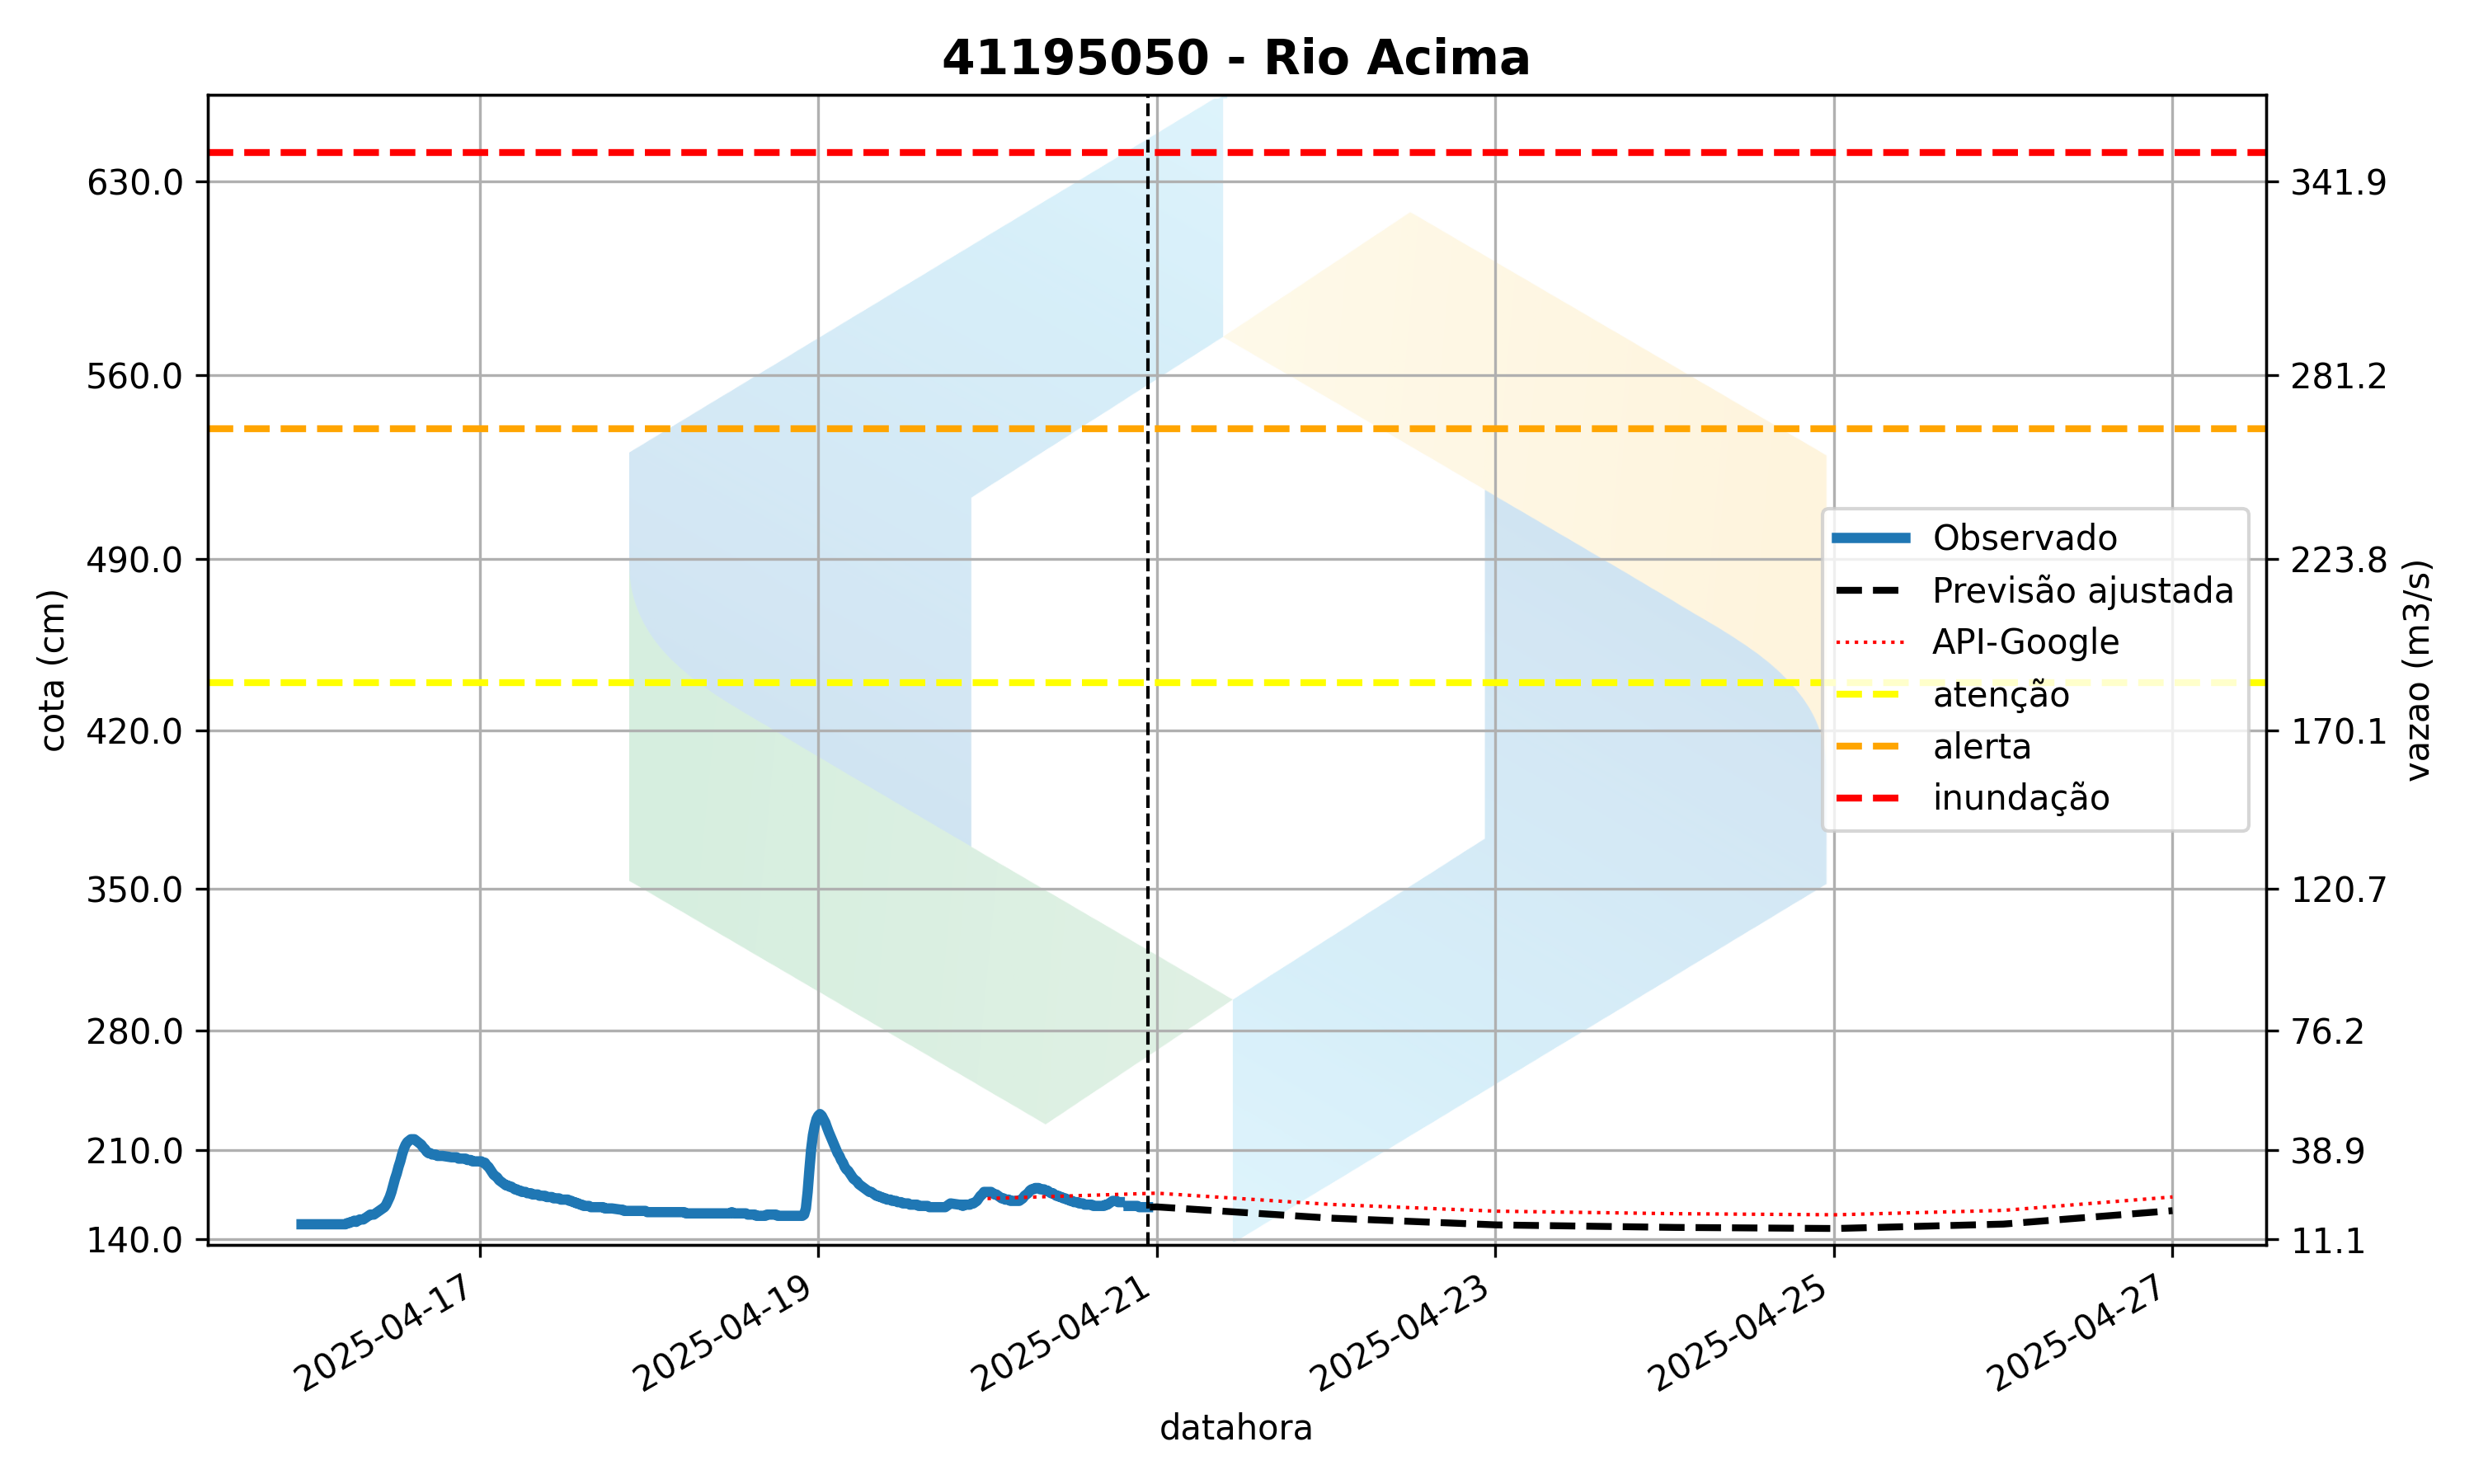 41195050 - Rio Acima
cota (cm)
630.0
560.0
490.0
420.0
350.0
280.0
210.0
140.0
341.9
281.2
223.8
170.1
120.7
76.2
38.9
11.1
vazao (m3/s)
Observado
Previsão ajustada
API-Google
atenção
alerta
inundação
2025-04-17
2025-04-19
2025-04-21
2025-04-23
2025-04-25
2025-04-27
datahora